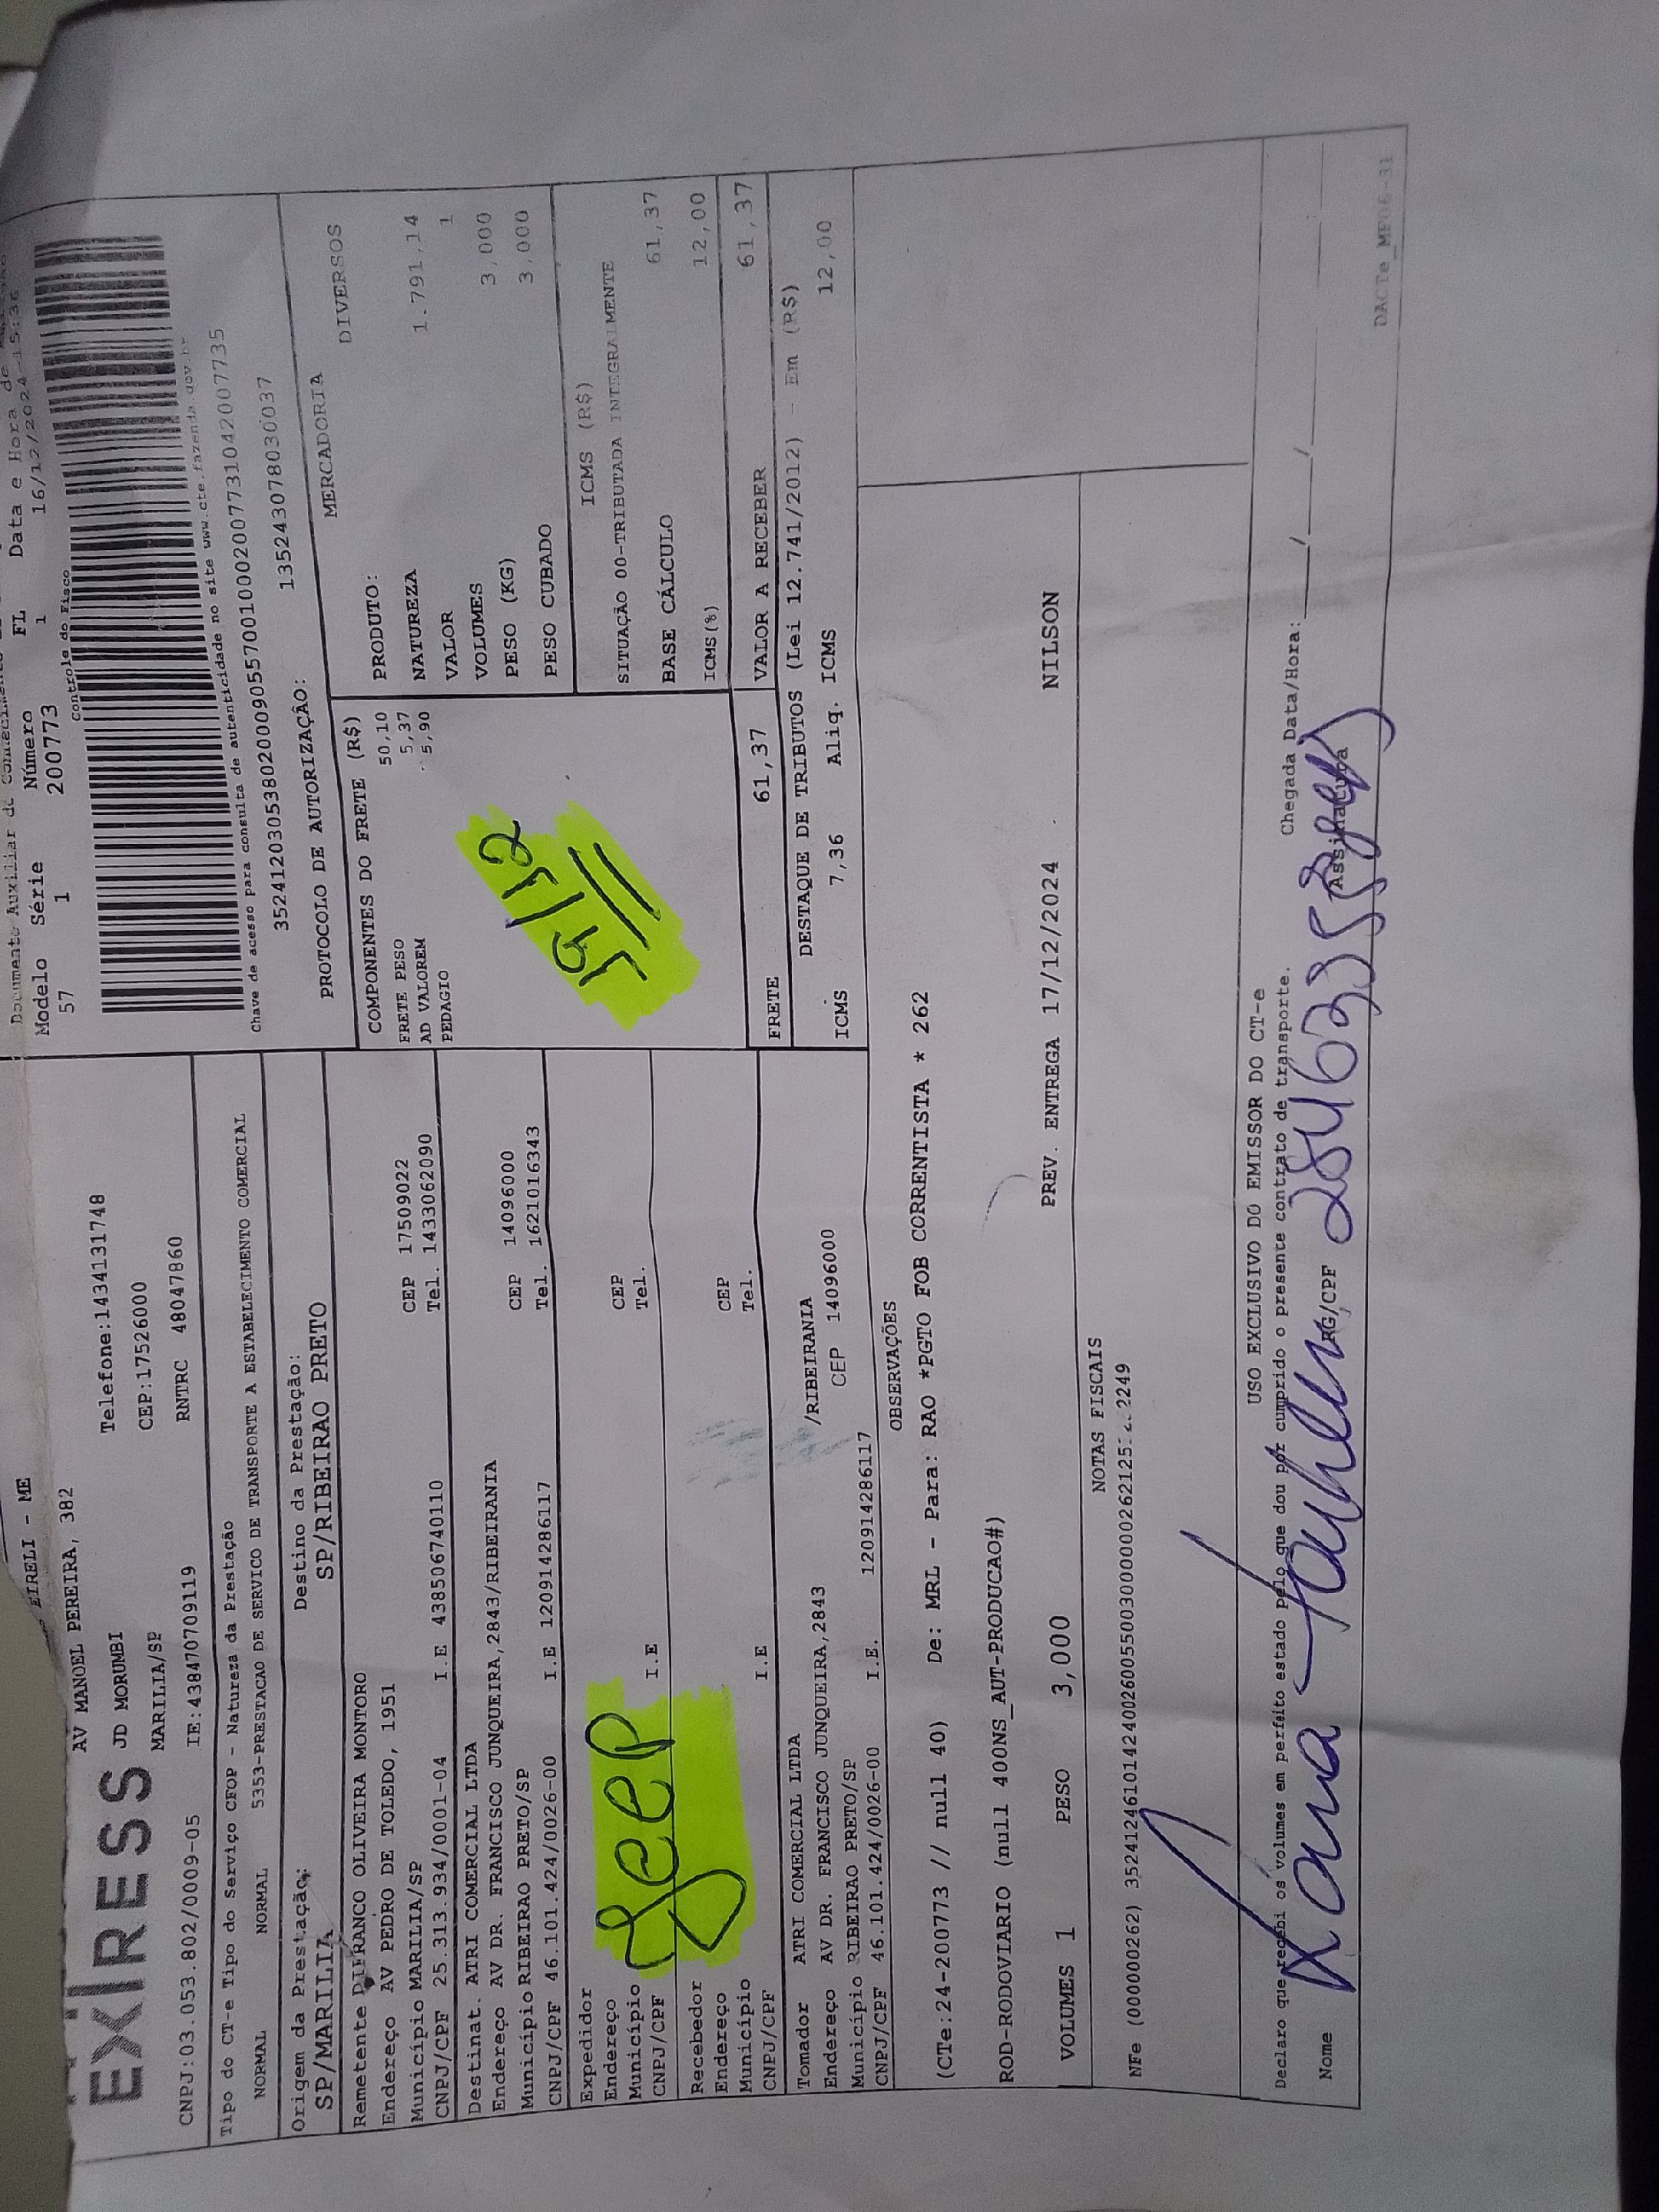 EIRELI - ME
EXPRESS
AV MANOEL PEREIRA, 382
JD MORUMBI
Telefone:1434131748
MARILIA/SP
CEP:17526000
CNPJ:03.053.802/0009-05
IE:438470709119
RNTRC 48047860
Documento Auxiliar de
Modelo Série Número FL Data e Hora de
57 1 200773 1 16/12/2024 15:36
Controle do Fisco
Chave de acesso para consulta de autenticidade no site www.cte.fazenda.gov.br
35241203053802000905570010002007731042007735
PROTOCOLO DE AUTORIZAÇÃO: 135243078030037
Tipo do CT-e Tipo do Serviço CFOP - Natureza da Prestação
NORMAL NORMAL 5353-PRESTACAO DE SERVICO DE TRANSPORTE A ESTABELECIMENTO COMERCIAL
Origem da Prestação:
SP/MARILIA
Destino da Prestação:
SP/RIBEIRAO PRETO
Remetente DIFRANCO OLIVEIRA MONTORO
Endereço AV PEDRO DE TOLEDO, 1951
CEP 17509022
Município MARILIA/SP
Tel. 1433062090
CNPJ/CPF 25.313.934/0001-04 I.E 438506740110
Destinat. ATRI COMERCIAL LTDA
Endereço AV DR. FRANCISCO JUNQUEIRA,2843/RIBEIRANIA
CEP 14096000
Município RIBEIRAO PRETO/SP
Tel. 1621016343
CNPJ/CPF 46.101.424/0026-00 I.E 120914286117
Expedidor
Endereço
CEP
Município
Tel.
CNPJ/CPF I.E
Recebedor
Endereço
CEP
Município
Tel.
CNPJ/CPF I.E
Tomador ATRI COMERCIAL LTDA
Endereço AV DR. FRANCISCO JUNQUEIRA,2843 /RIBEIRANIA
Município RIBEIRAO PRETO/SP CEP 14096000
CNPJ/CPF 46.101.424/0026-00 I.E. 120914286117
COMPONENTES DO FRETE (R$)
FRETE PESO 50,10
AD VALOREM 5,37
PEDAGIO 5,90
19/12
FRETE 61,37
MERCADORIA
PRODUTO: DIVERSOS
NATUREZA
VALOR 1.791,14
VOLUMES 1
PESO (KG) 3,000
PESO CUBADO 3,000
ICMS (R$)
SITUAÇÃO 00-TRIBUTADA INTEGRALMENTE
BASE CÁLCULO 61,37
ICMS(%) 12,00
VALOR A RECEBER 61,37
DESTAQUE DE TRIBUTOS (Lei 12.741/2012) - Em (R$)
ICMS 7,36 Aliq. ICMS 12,00
OBSERVAÇÕES
(CTe:24-200773 // null 40) De: MRL - Para: RAO *PGTO FOB CORRENTISTA * 262
ROD-RODOVIARIO (null 400NS_AUT-PRODUCAO#)
VOLUMES 1 PESO 3,000 PREV. ENTREGA 17/12/2024 NILSON
NOTAS FISCAIS
USO EXCLUSIVO DO EMISSOR DO CT-e
Declaro que recebi os volumes em perfeito estado pelo que dou por cumprido o presente contrato de transporte.
Chegada Data/Hora: / /
Nome RG/CPF Assinatura
DACTe_MF06-31